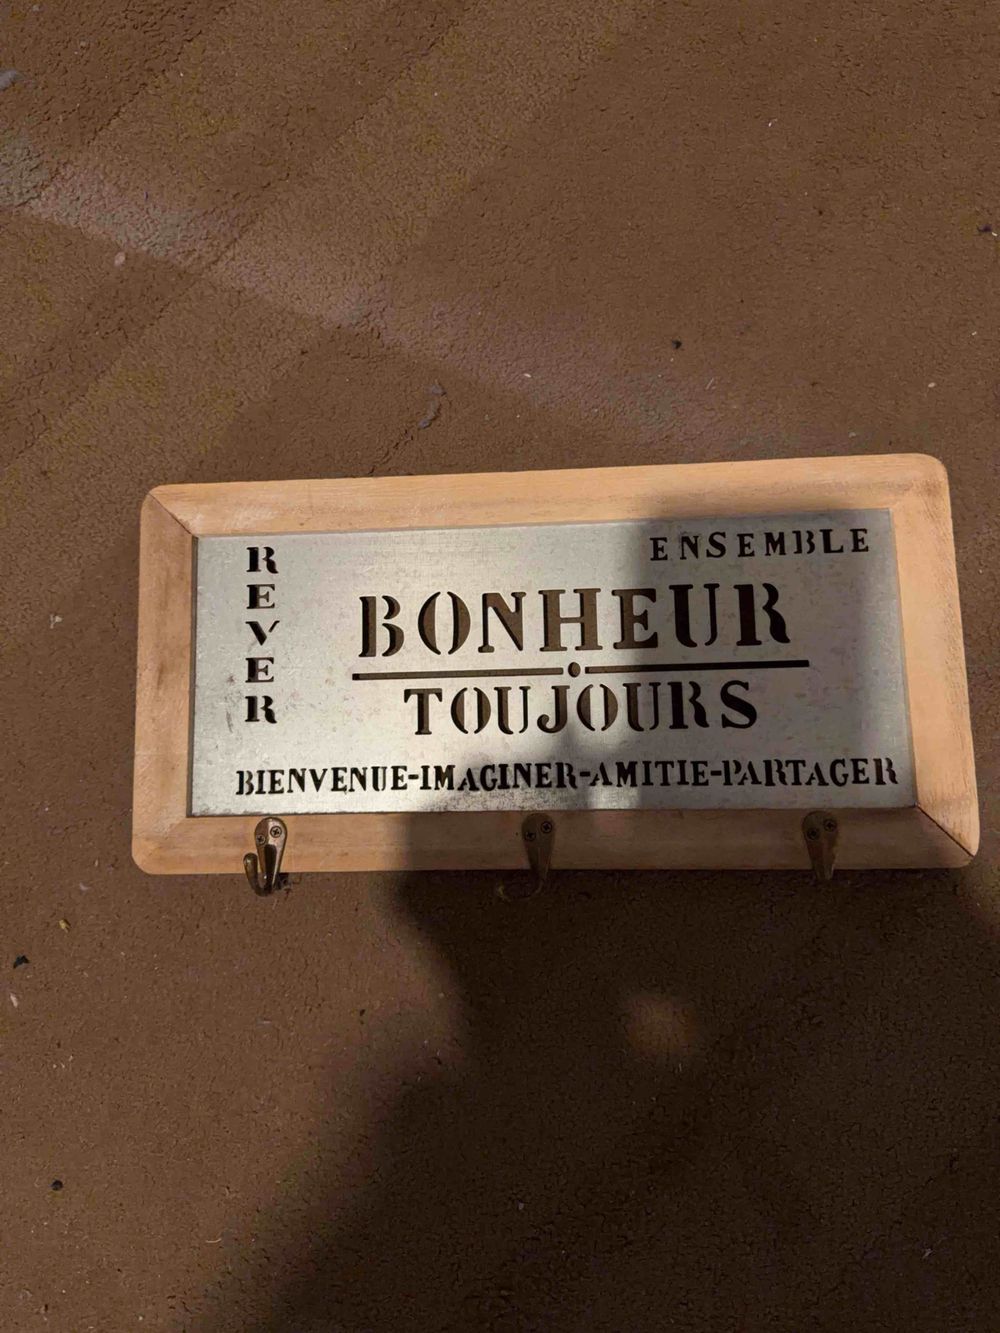 REVER
ENSEMBLE
BONHEUR
TOUJOURS
BIENVENUE-IMAGINER-AMITIE-PARTAGER